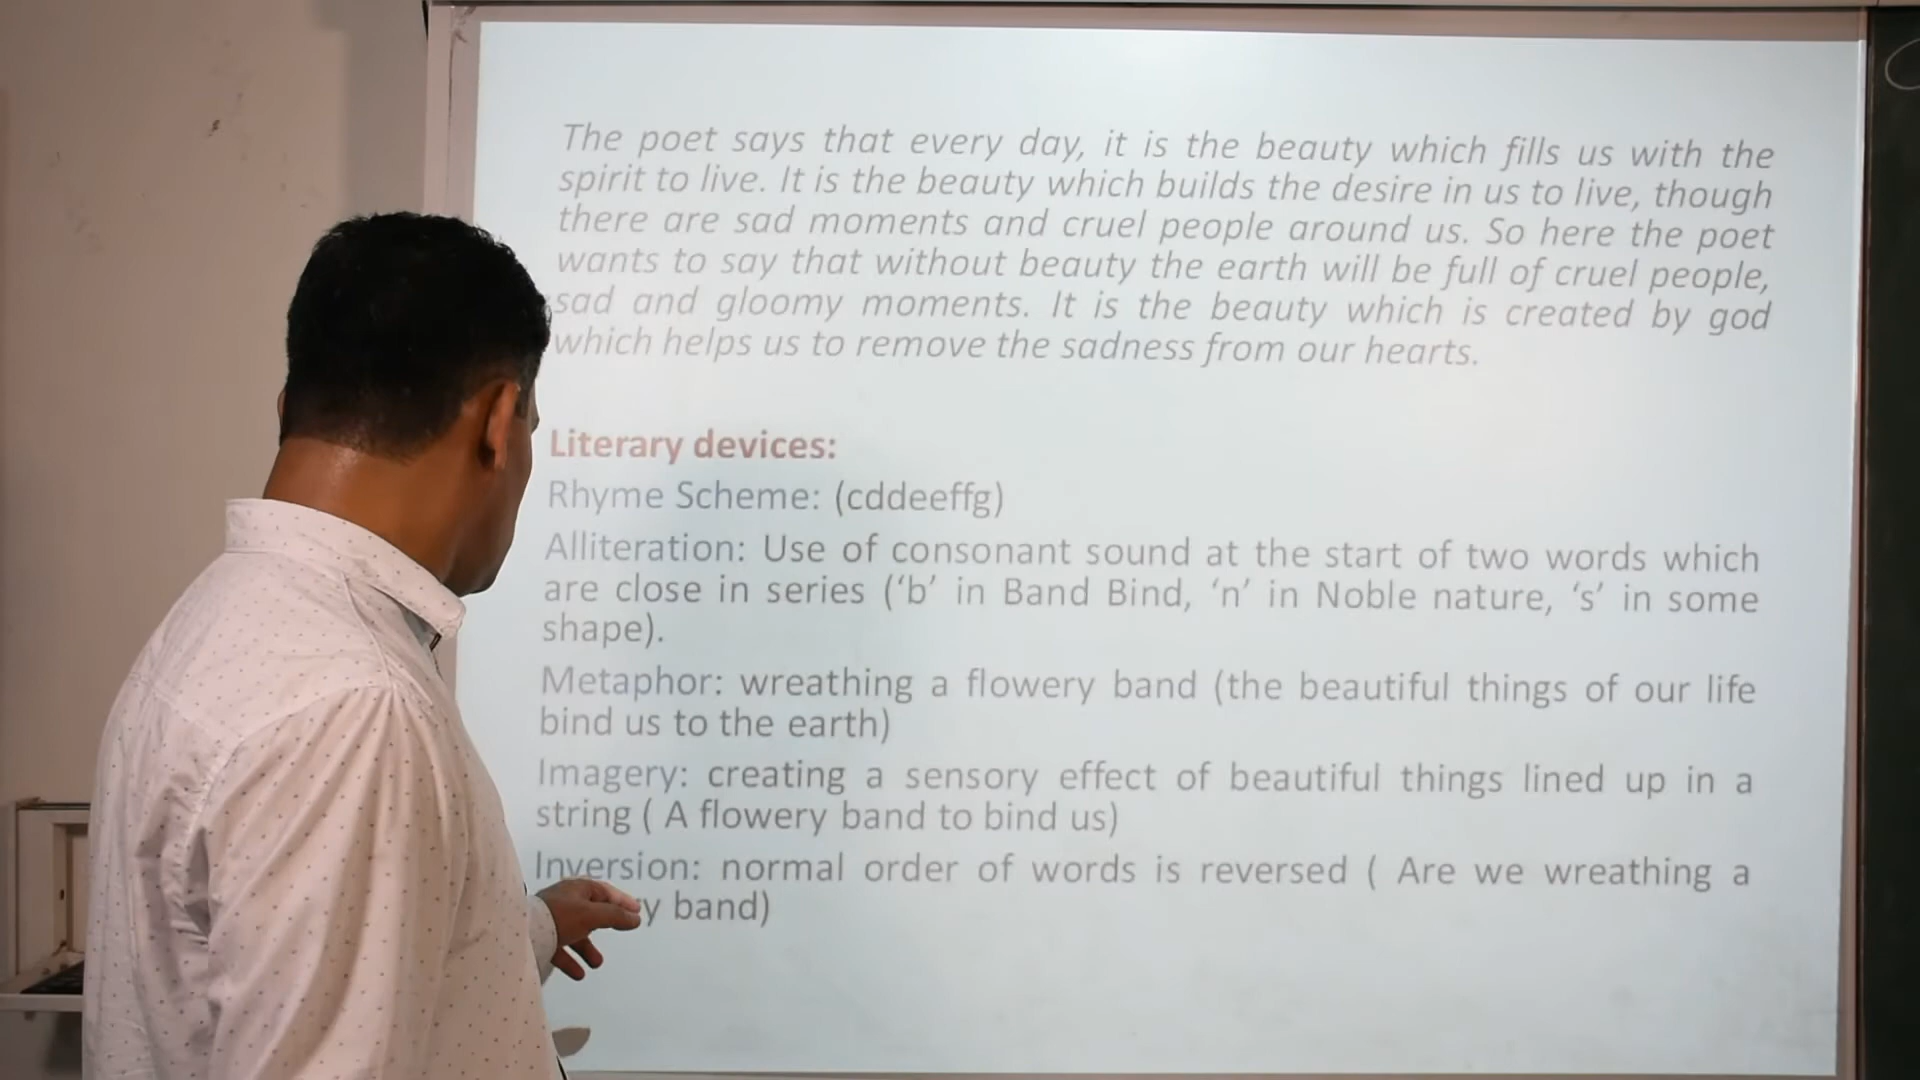 The poet says that every day, it is the beauty which fills us with the
spirit to live. It is the beauty which builds the desire in us to live, though
there are sad moments and cruel people around us. So here the poet
wants to say that without beauty the earth will be full of cruel people,
sad and gloomy moments. It is the beauty which is created by god
which helps us to remove the sadness from our hearts.
Literary devices:
Rhyme Scheme: (cddeeffg)
Alliteration: Use of consonant sound at the start of two words which
are close in series (‘b’ in Band Bind, ‘n’ in Noble nature, ‘s’ in some
shape).
Metaphor: wreathing a flowery band (the beautiful things of our life
bind us to the earth)
Imagery: creating a sensory effect of beautiful things lined up in a
string ( A flowery band to bind us)
Inversion: normal order of words is reversed ( Are we wreathing a
band)